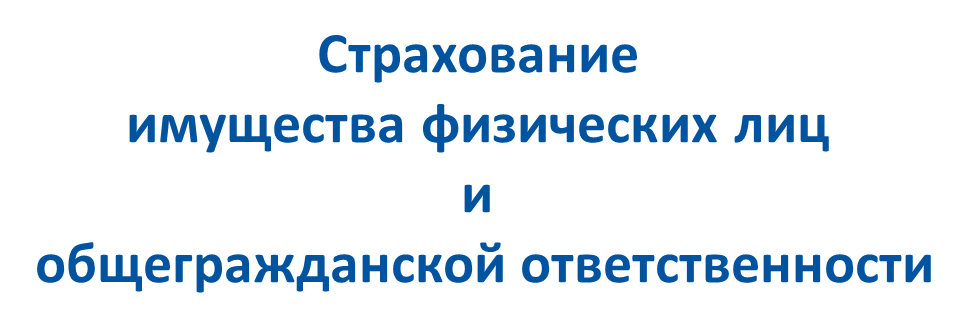 Страхование
имущества физических лиц
и
общегражданской ответственности